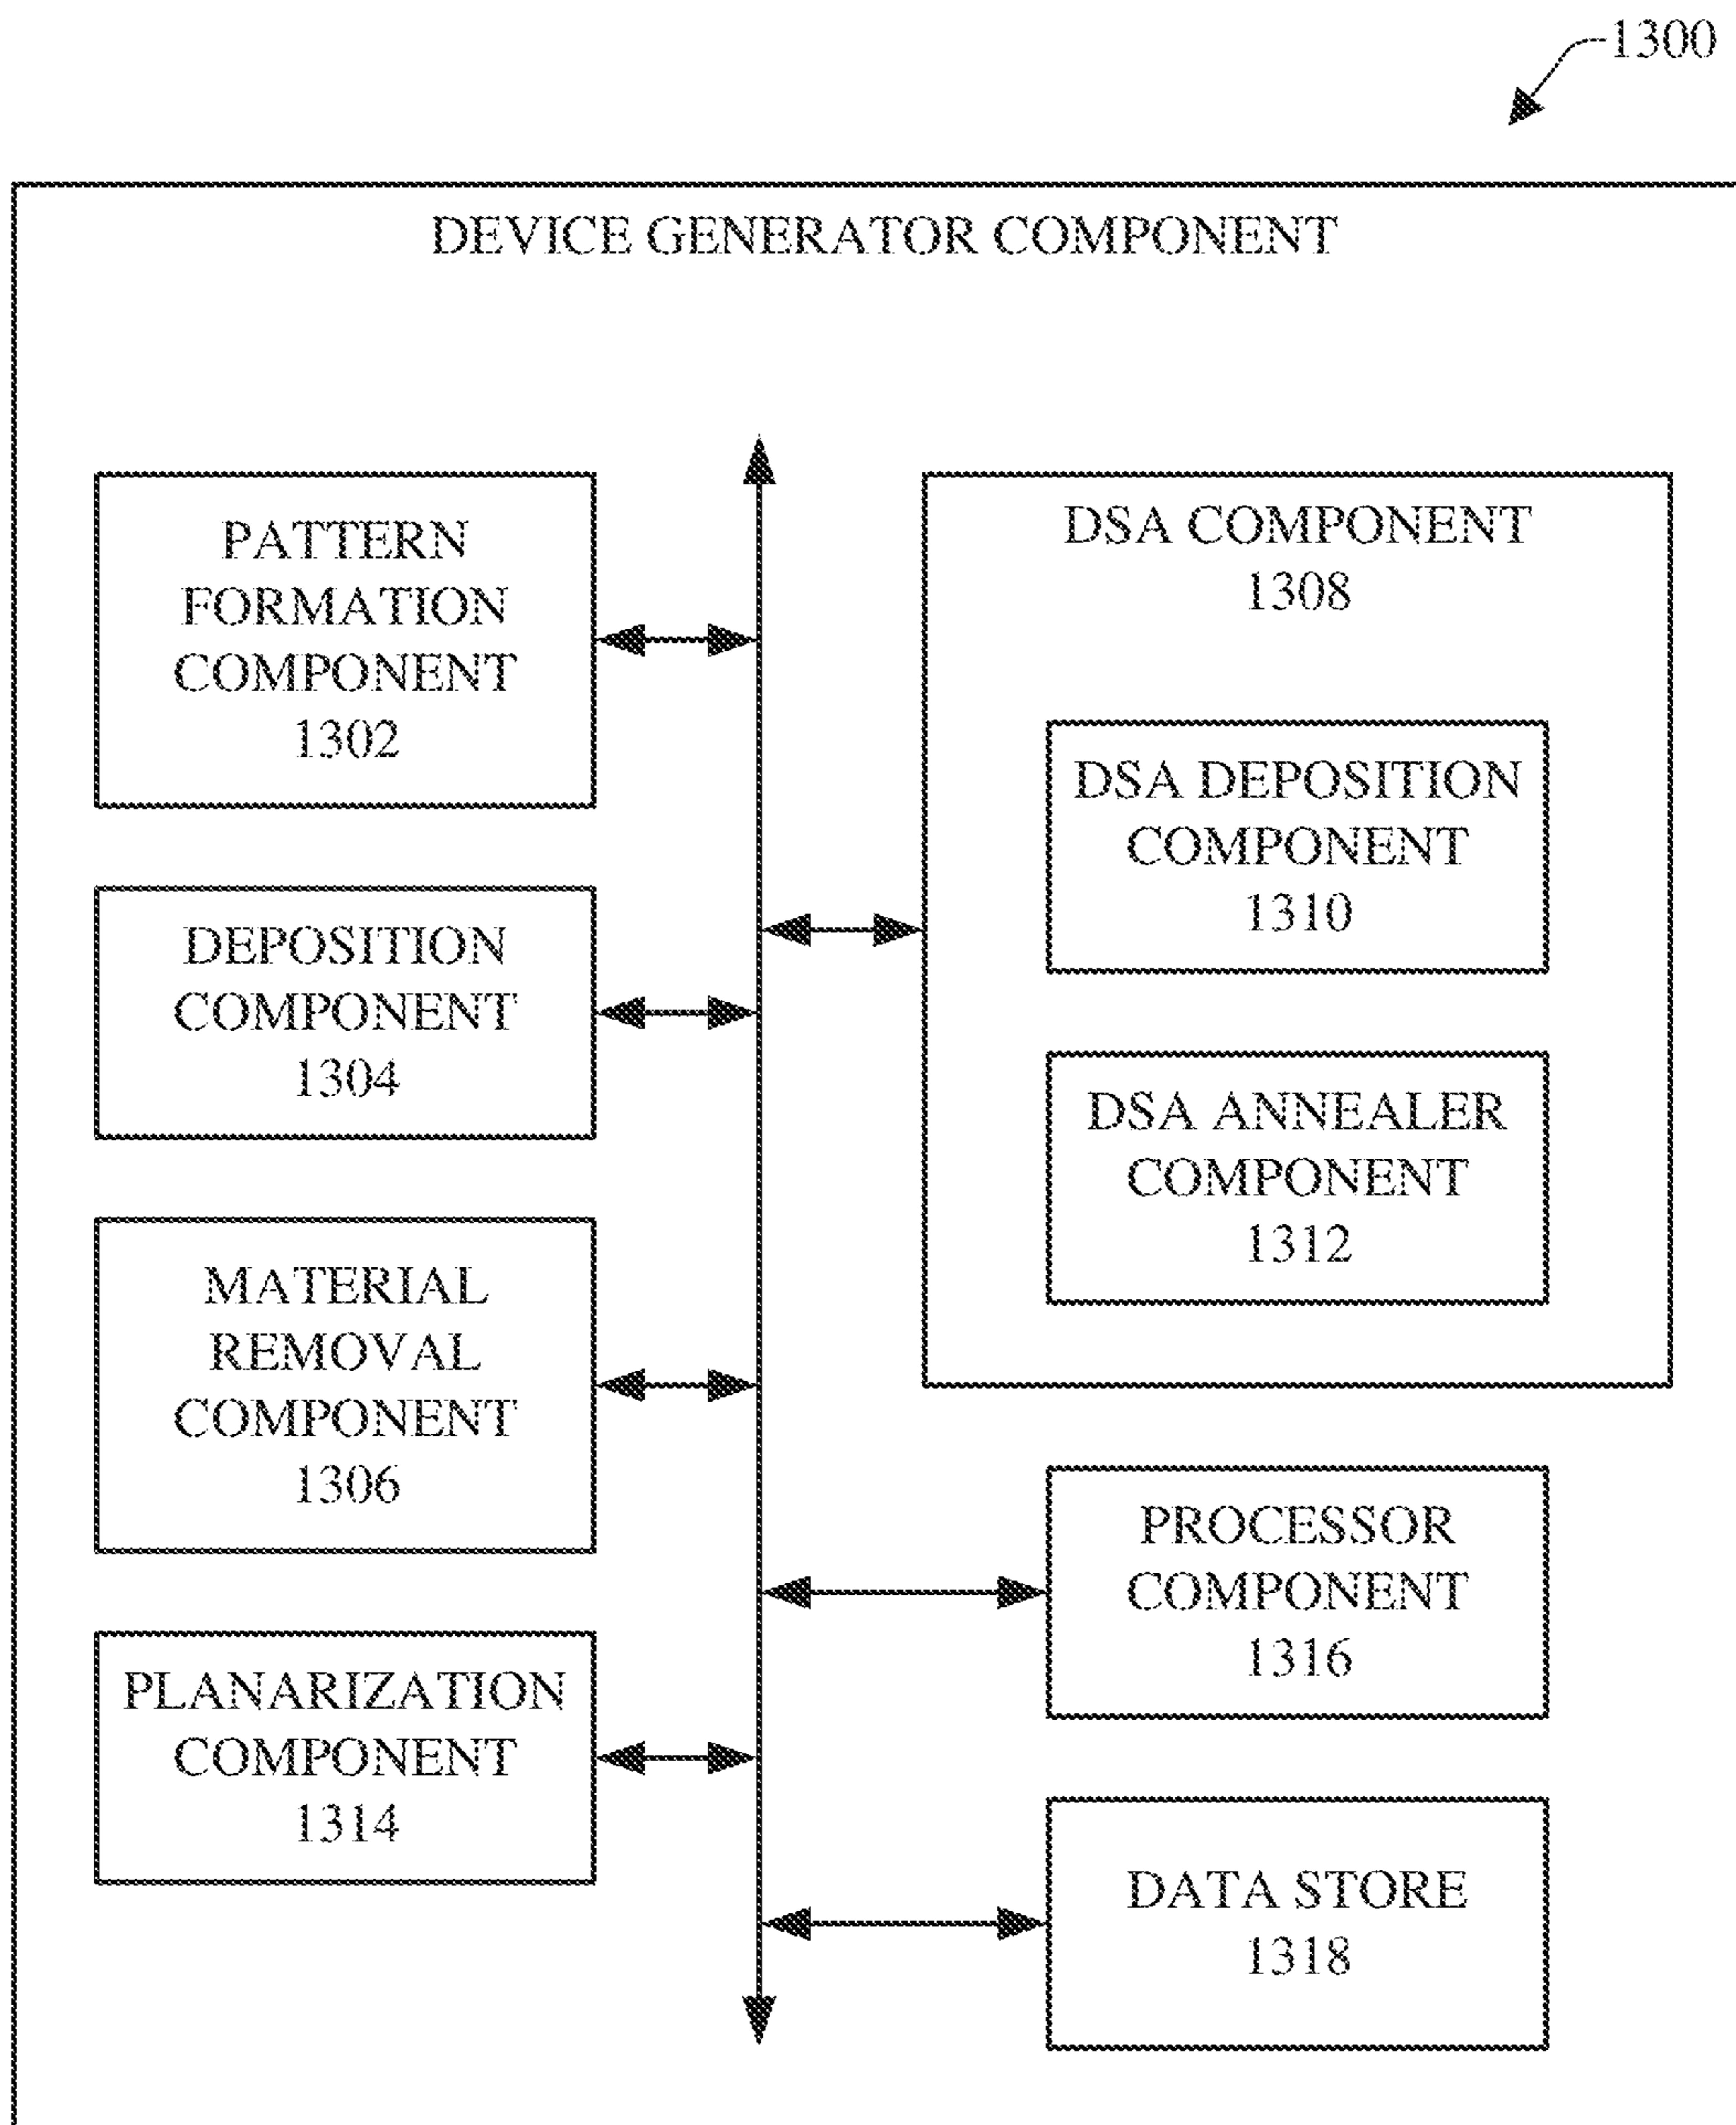 1300
DEVICE GENERATOR COMPONENT
PATTERN
FORMATION
COMPONENT
1302
DEPOSITION
COMPONENT
1304
MATERIAL
REMOVAL
COMPONENT
1306
PLANARIZATION
COMPONENT
1314
DSA COMPONENT
1308
DSA DEPOSITION
COMPONENT
1310
DSA ANNEALER
COMPONENT
1312
PROCESSOR
COMPONENT
1316
DATA STORE
1318